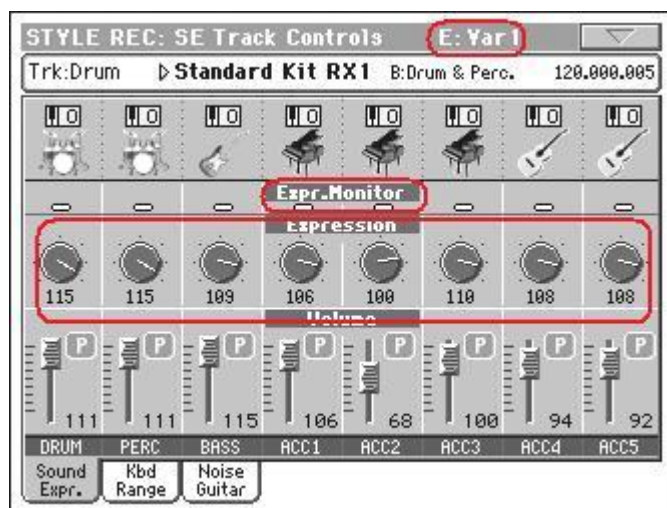 STYLE REC: SE Track Controls E: Var1
Trk:Drum Standard Kit RX1 B:Drum & Perc. 120.000.005
Expr.Monitor
Expression
115 115 109 106 100 110 108 108
Volume
P P P P P P P P
111 111 115 106 68 100 94 92
DRUM PERC BASS ACC1 ACC2 ACC3 ACC4 ACC5
Sound Expr. Kbd Range Noise Guitar